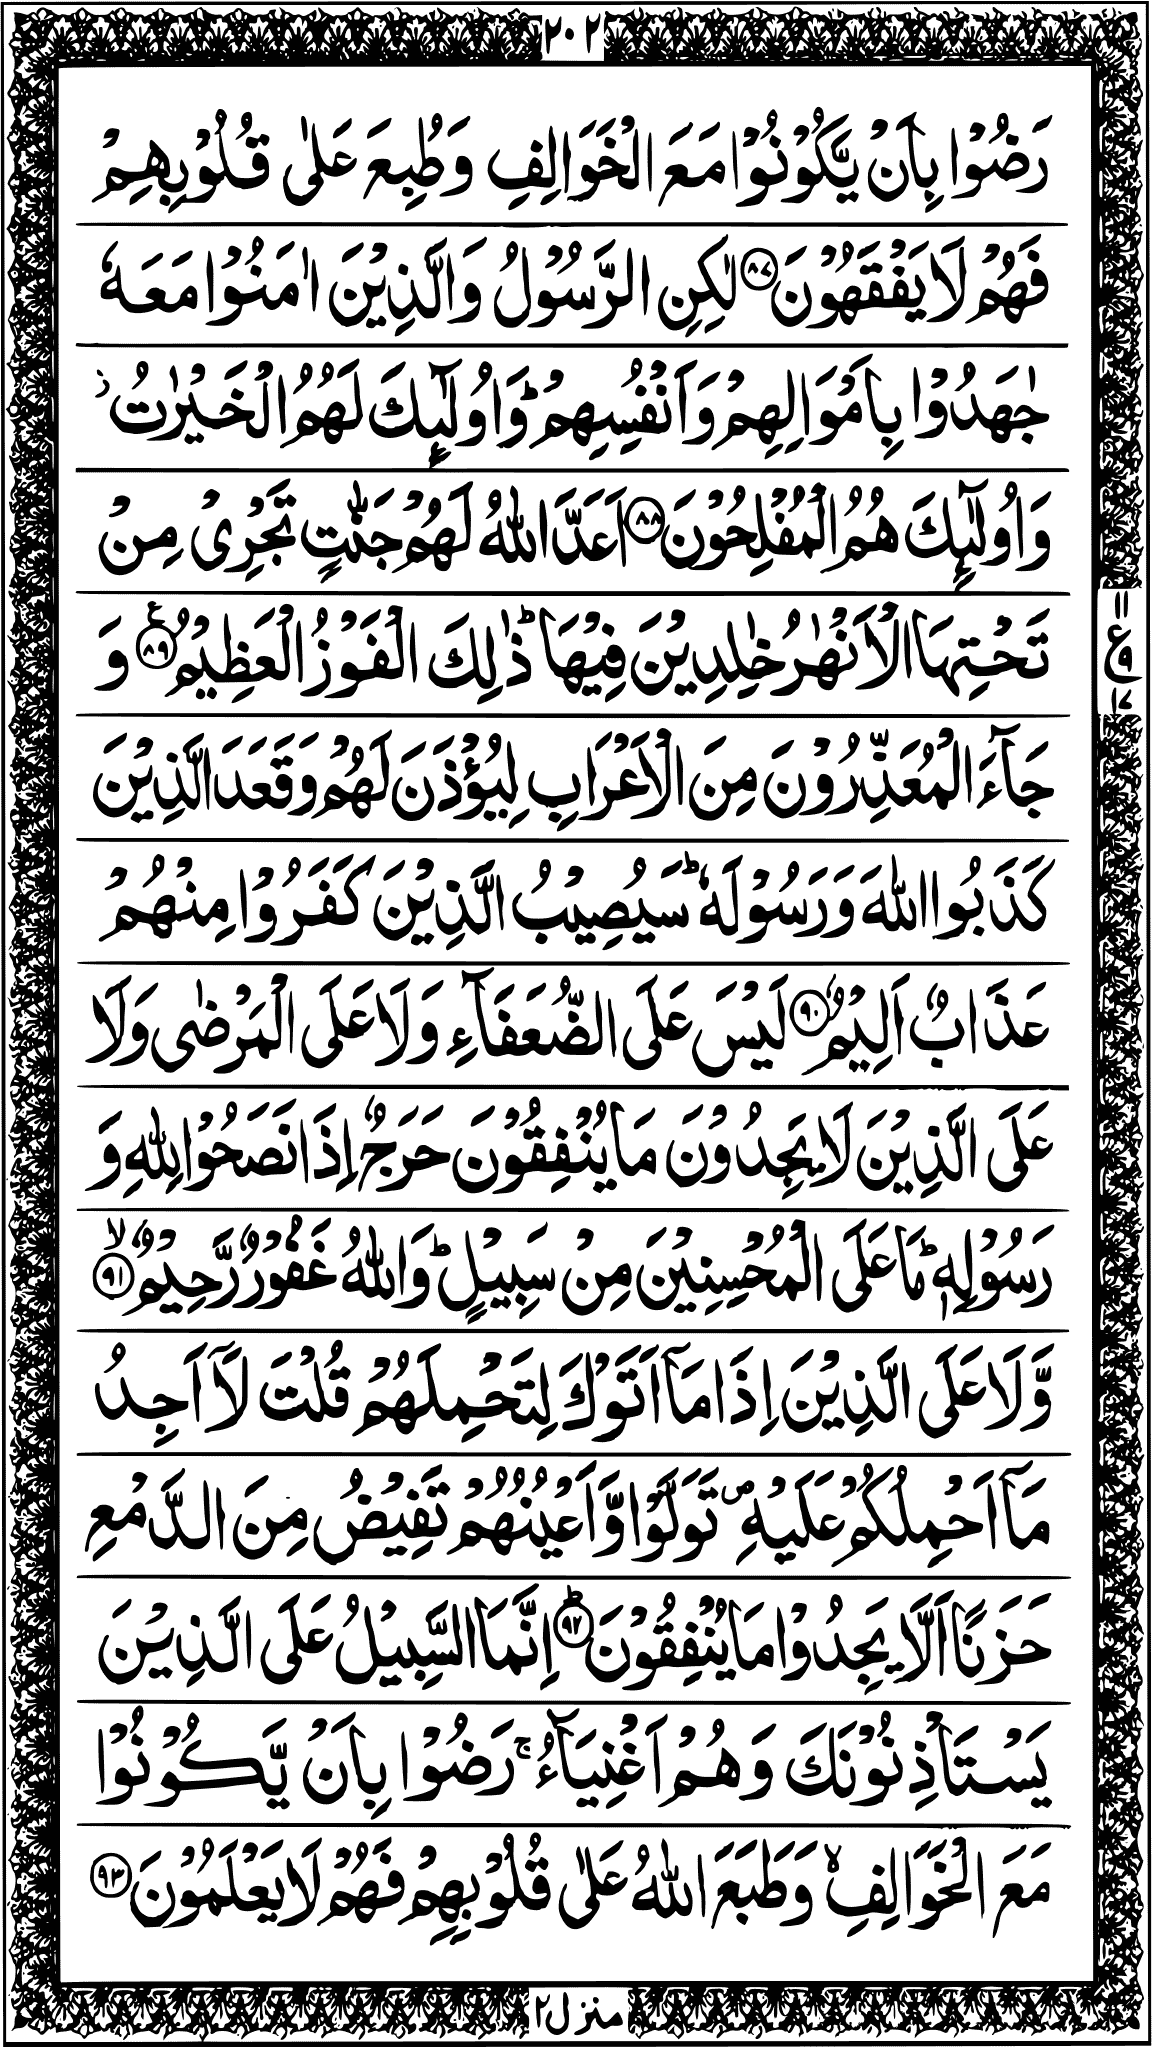 ٢٠٢
رَضُوْا بِاَنْ يَّكُوْنُوْا مَعَ الْخَوَالِفِ وَطُبِعَ عَلٰى قُلُوْبِهِمْ
فَهُمْ لَا يَفْقَهُوْنَ ﴿٨٧﴾ لٰكِنِ الرَّسُوْلُ وَالَّذِيْنَ اٰمَنُوْا مَعَهٗ
جٰهَدُوْا بِاَمْوَالِهِمْ وَاَنْفُسِهِمْ ؕ وَاُولٰٓئِكَ لَهُمُ الْخَيْرٰتُ ز
وَاُولٰٓئِكَ هُمُ الْمُفْلِحُوْنَ ﴿٨٨﴾ اَعَدَّ اللّٰهُ لَهُمْ جَنّٰتٍ تَجْرِىْ مِنْ
تَحْتِهَا الْاَنْهٰرُ خٰلِدِيْنَ فِيْهَا ؕ ذٰلِكَ الْفَوْزُ الْعَظِيْمُ ﴿٨٩﴾ ع وَ
١١
ع ٩
١٧
جَآءَ الْمُعَذِّرُوْنَ مِنَ الْاَعْرَابِ لِيُؤْذَنَ لَهُمْ وَقَعَدَ الَّذِيْنَ
كَذَبُوا اللّٰهَ وَرَسُوْلَهٗ ؕ سَيُصِيْبُ الَّذِيْنَ كَفَرُوْا مِنْهُمْ
عَذَابٌ اَلِيْمٌ ﴿٩٠﴾ لَيْسَ عَلَى الضُّعَفَآءِ وَلَا عَلَى الْمَرْضٰى وَلَا
عَلَى الَّذِيْنَ لَا يَجِدُوْنَ مَا يُنْفِقُوْنَ حَرَجٌ اِذَا نَصَحُوْا لِلّٰهِ وَ
رَسُوْلِهٖ ؕ مَا عَلَى الْمُحْسِنِيْنَ مِنْ سَبِيْلٍ ؕ وَاللّٰهُ غَفُوْرٌ رَّحِيْمٌ ﴿٩١﴾ ۙ
وَّلَا عَلَى الَّذِيْنَ اِذَا مَآ اَتَوْكَ لِتَحْمِلَهُمْ قُلْتَ لَآ اَجِدُ
مَآ اَحْمِلُكُمْ عَلَيْهِ ۪ تَوَلَّوْا وَّاَعْيُنُهُمْ تَفِيْضُ مِنَ الدَّمْعِ
حَزَنًا اَلَّا يَجِدُوْا مَا يُنْفِقُوْنَ ﴿٩٢﴾ ؕ اِنَّمَا السَّبِيْلُ عَلَى الَّذِيْنَ
يَسْتَاْذِنُوْنَكَ وَهُمْ اَغْنِيَآءُ ۚ رَضُوْا بِاَنْ يَّكُوْنُوْا
مَعَ الْخَوَالِفِ ۙ وَطَبَعَ اللّٰهُ عَلٰى قُلُوْبِهِمْ فَهُمْ لَا يَعْلَمُوْنَ ﴿٩٣﴾
منزل ٢